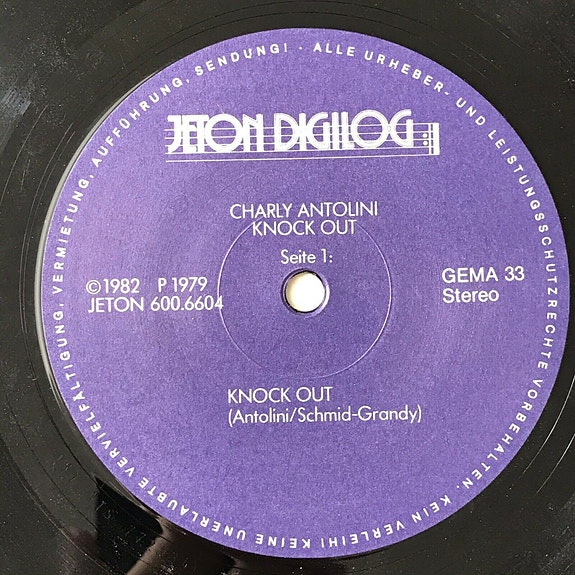 JETON DIGILOG
CHARLY ANTOLINI
KNOCK OUT
Seite 1:
©1982 P 1979
JETON 600.6604
GEMA 33
Stereo
KNOCK OUT
(Antolini/Schmid-Grandy)
ALLE URHEBER- UND LEISTUNGSSCHUTZRECHTE VORBEHALTEN. KEIN VERLEIH! KEINE UNERLAUBTE VERVIELFÄLTIGUNG, VERMIETUNG, AUFFÜHRUNG, SENDUNG! ·